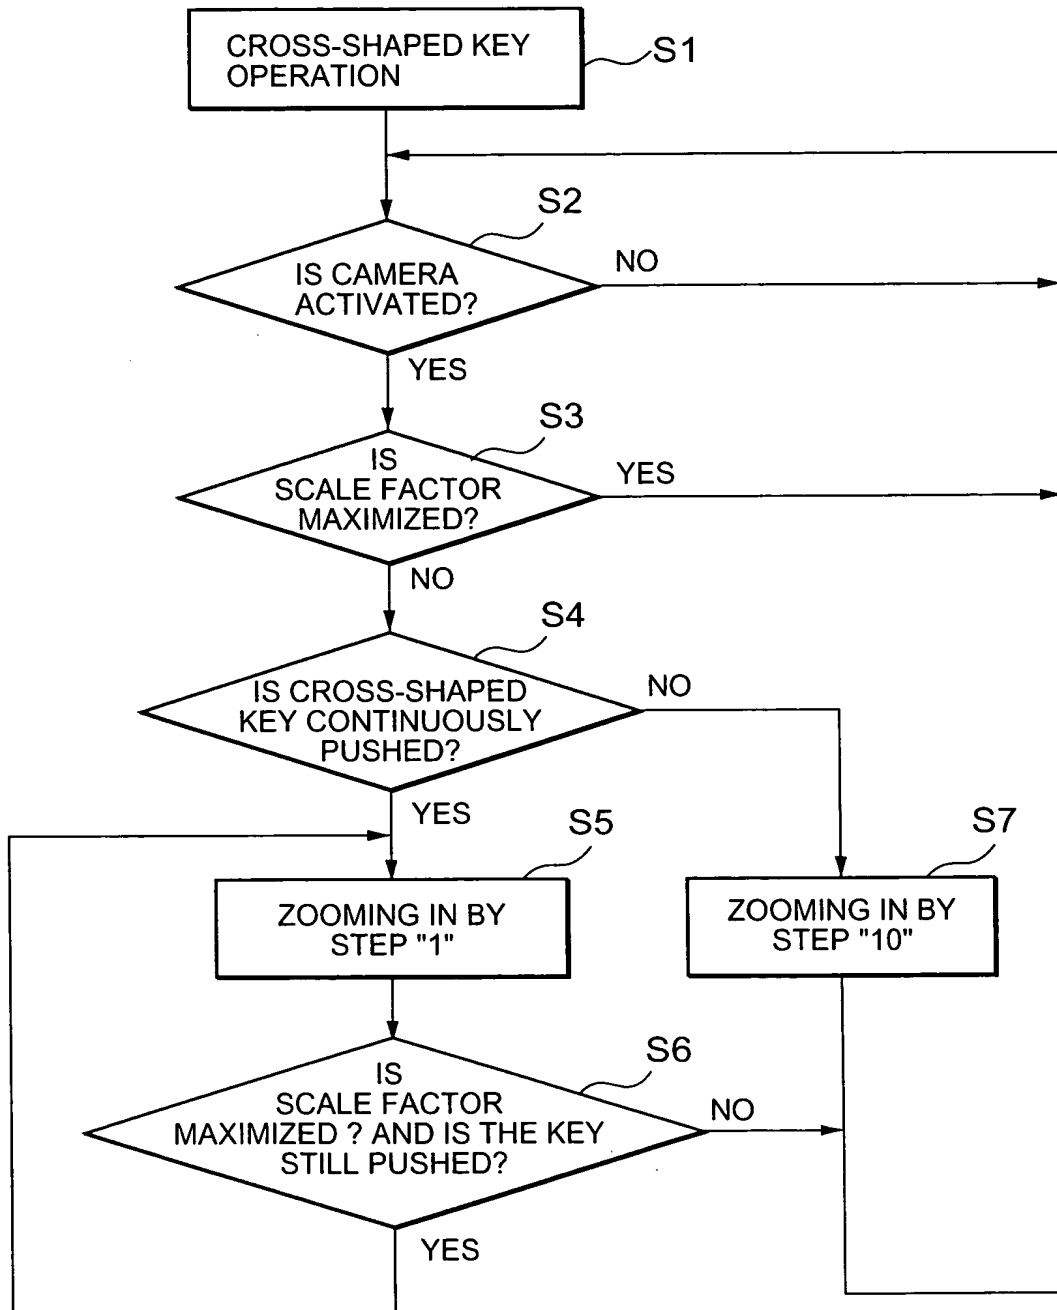 CROSS-SHAPED KEY
OPERATION
S1
S2
IS CAMERA
ACTIVATED?
NO
YES
S3
IS
SCALE FACTOR
MAXIMIZED?
YES
NO
S4
IS CROSS-SHAPED
KEY CONTINUOUSLY
PUSHED?
NO
YES
S5
ZOOMING IN BY
STEP "1"
S7
ZOOMING IN BY
STEP "10"
S6
IS
SCALE FACTOR
MAXIMIZED ? AND IS THE KEY
STILL PUSHED?
NO
YES